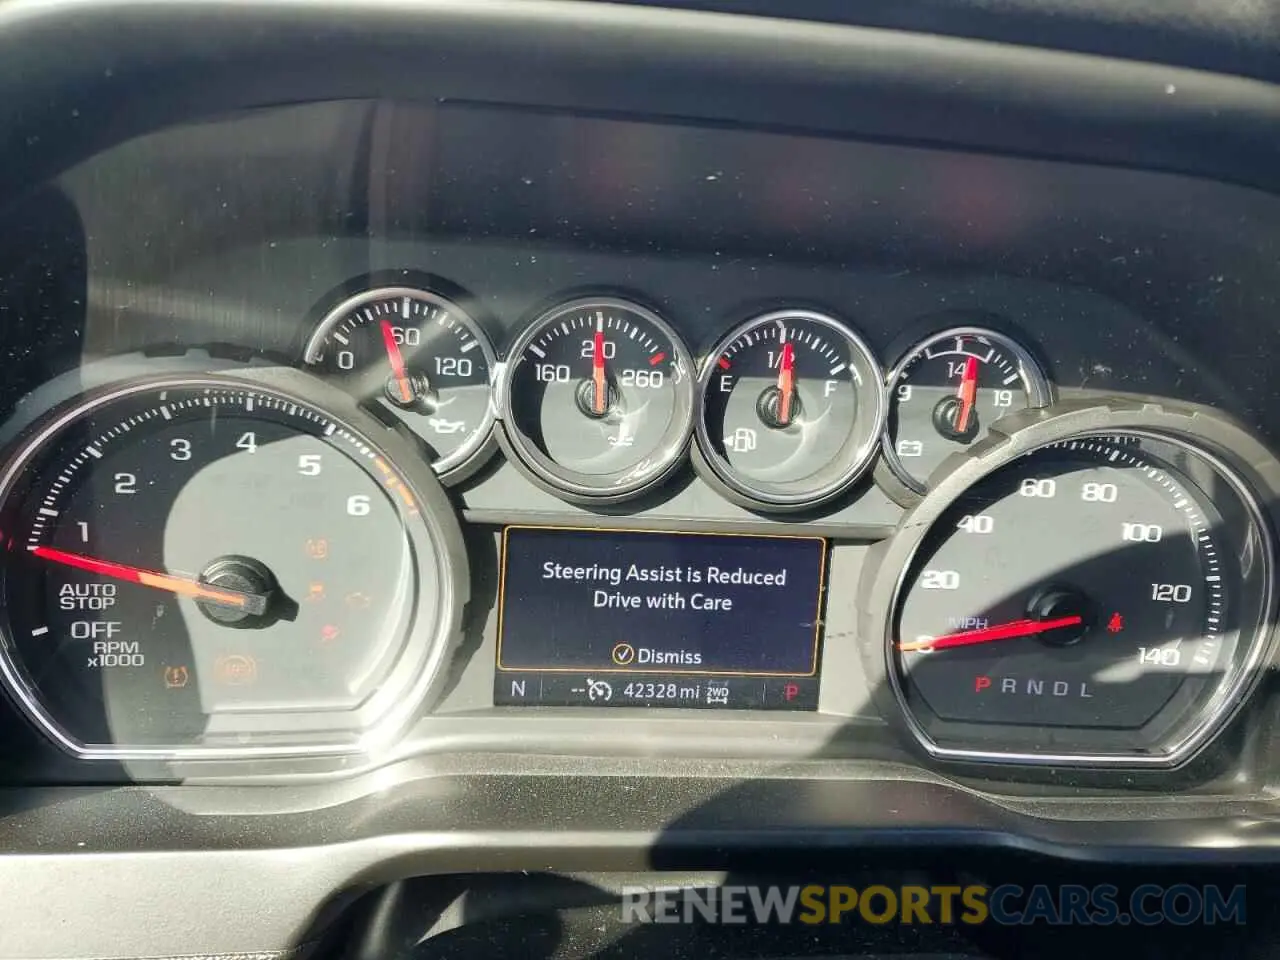 0 60 120
160 210 260
E 1/2 F
9 14 19
1 2 3 4 5 6
AUTO
STOP
OFF
RPM
x1000
Steering Assist is Reduced
Drive with Care
Dismiss
N -- 42328 mi 2WD P
0 20 40 60 80 100 120 140
MPH
P R N D L
RENEWSPORTSCARS.COM